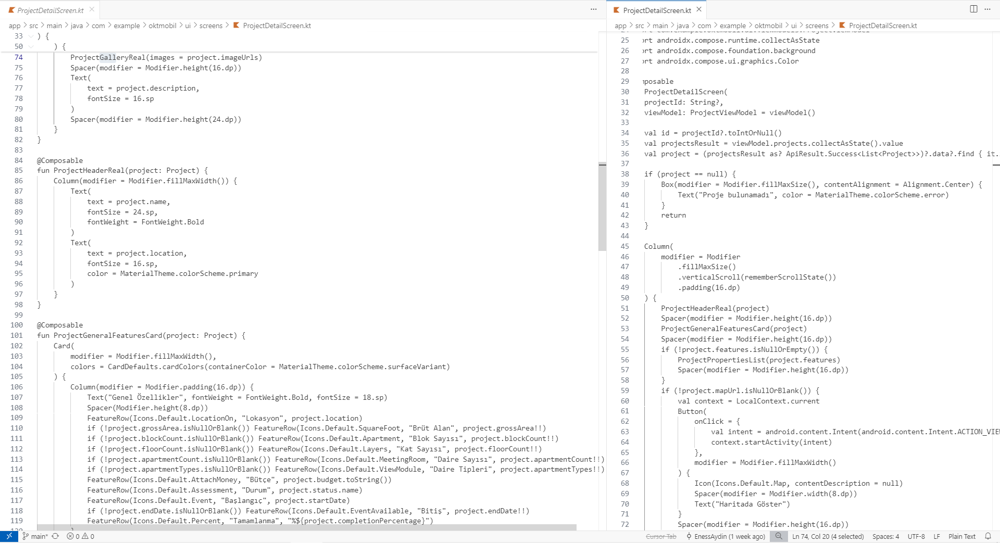 ProjectDetailScreen.kt
app > src > main > java > com > example > oktmobil > ui > screens > ProjectDetailScreen.kt
33 ) {
50 ) {
74 ProjectGalleryReal(images = project.imageUrls)
75 Spacer(modifier = Modifier.height(16.dp))
76 Text(
77 text = project.description,
78 fontSize = 16.sp
79 )
80 Spacer(modifier = Modifier.height(24.dp))
81 }
82 }
83
84 @Composable
85 fun ProjectHeaderReal(project: Project) {
86 Column(modifier = Modifier.fillMaxWidth()) {
87 Text(
88 text = project.name,
89 fontSize = 24.sp,
90 fontWeight = FontWeight.Bold
91 )
92 Text(
93 text = project.location,
94 fontSize = 16.sp,
95 color = MaterialTheme.colorScheme.primary
96 )
97 }
98 }
99
100 @Composable
101 fun ProjectGeneralFeaturesCard(project: Project) {
102 Card(
103 modifier = Modifier.fillMaxWidth(),
104 colors = CardDefaults.cardColors(containerColor = MaterialTheme.colorScheme.surfaceVariant)
105 ) {
106 Column(modifier = Modifier.padding(16.dp)) {
107 Text("Genel Özellikler", fontWeight = FontWeight.Bold, fontSize = 18.sp)
108 Spacer(Modifier.height(8.dp))
109 FeatureRow(Icons.Default.LocationOn, "Lokasyon", project.location)
110 if (!project.grossArea.isNullOrBlank()) FeatureRow(Icons.Default.SquareFoot, "Brüt Alan", project.grossArea!!)
111 if (!project.blockCount.isNullOrBlank()) FeatureRow(Icons.Default.Apartment, "Blok Sayısı", project.blockCount!!)
112 if (!project.floorCount.isNullOrBlank()) FeatureRow(Icons.Default.Layers, "Kat Sayısı", project.floorCount!!)
113 if (!project.apartmentCount.isNullOrBlank()) FeatureRow(Icons.Default.MeetingRoom, "Daire Sayısı", project.apartmentCount!!)
114 if (!project.apartmentTypes.isNullOrBlank()) FeatureRow(Icons.Default.ViewModule, "Daire Tipleri", project.apartmentTypes!!)
115 FeatureRow(Icons.Default.AttachMoney, "Bütçe", project.budget.toString())
116 FeatureRow(Icons.Default.Assessment, "Durum", project.status.name)
117 FeatureRow(Icons.Default.Event, "Başlangıç", project.startDate)
118 if (!project.endDate.isNullOrBlank()) FeatureRow(Icons.Default.EventAvailable, "Bitiş", project.endDate!!)
119 FeatureRow(Icons.Default.Percent, "Tamamlanma", "%${project.completionPercentage}")
ProjectDetailScreen.kt
app > src > main > java > com > example > oktmobil > ui > screens > ProjectDetailScreen.kt
25 ort androidx.compose.runtime.collectAsState
26 ort androidx.compose.foundation.background
27 ort androidx.compose.ui.graphics.Color
28
29 mposable
30 ProjectDetailScreen(
31 projectId: String?,
32 viewModel: ProjectViewModel = viewModel()
33
34 val id = projectId?.toIntOrNull()
35 val projectsResult = viewModel.projects.collectAsState().value
36 val project = (projectsResult as? ApiResult.Success<List<Project>>)?.data?.find { it.
37
38 if (project == null) {
39 Box(modifier = Modifier.fillMaxSize(), contentAlignment = Alignment.Center) {
40 Text("Proje bulunamadı", color = MaterialTheme.colorScheme.error)
41 }
42 return
43 }
44
45 Column(
46 modifier = Modifier
47 .fillMaxSize()
48 .verticalScroll(rememberScrollState())
49 .padding(16.dp)
50 ) {
51 ProjectHeaderReal(project)
52 Spacer(modifier = Modifier.height(16.dp))
53 ProjectGeneralFeaturesCard(project)
54 Spacer(modifier = Modifier.height(16.dp))
55 if (!project.features.isNullOrEmpty()) {
56 ProjectPropertiesList(project.features)
57 Spacer(modifier = Modifier.height(16.dp))
58 }
59 if (!project.mapUrl.isNullOrBlank()) {
60 val context = LocalContext.current
61 Button(
62 onClick = {
63 val intent = android.content.Intent(android.content.Intent.ACTION_VIE
64 context.startActivity(intent)
65 },
66 modifier = Modifier.fillMaxWidth()
67 ) {
68 Icon(Icons.Default.Map, contentDescription = null)
69 Spacer(modifier = Modifier.width(8.dp))
70 Text("Haritada Göster")
71 }
72 Spacer(modifier = Modifier.height(16.dp))
main* 0 0 Cursor Tab EnessAydin (1 week ago) Ln 74, Col 20 (4 selected) Spaces: 4 UTF-8 LF Plain Text